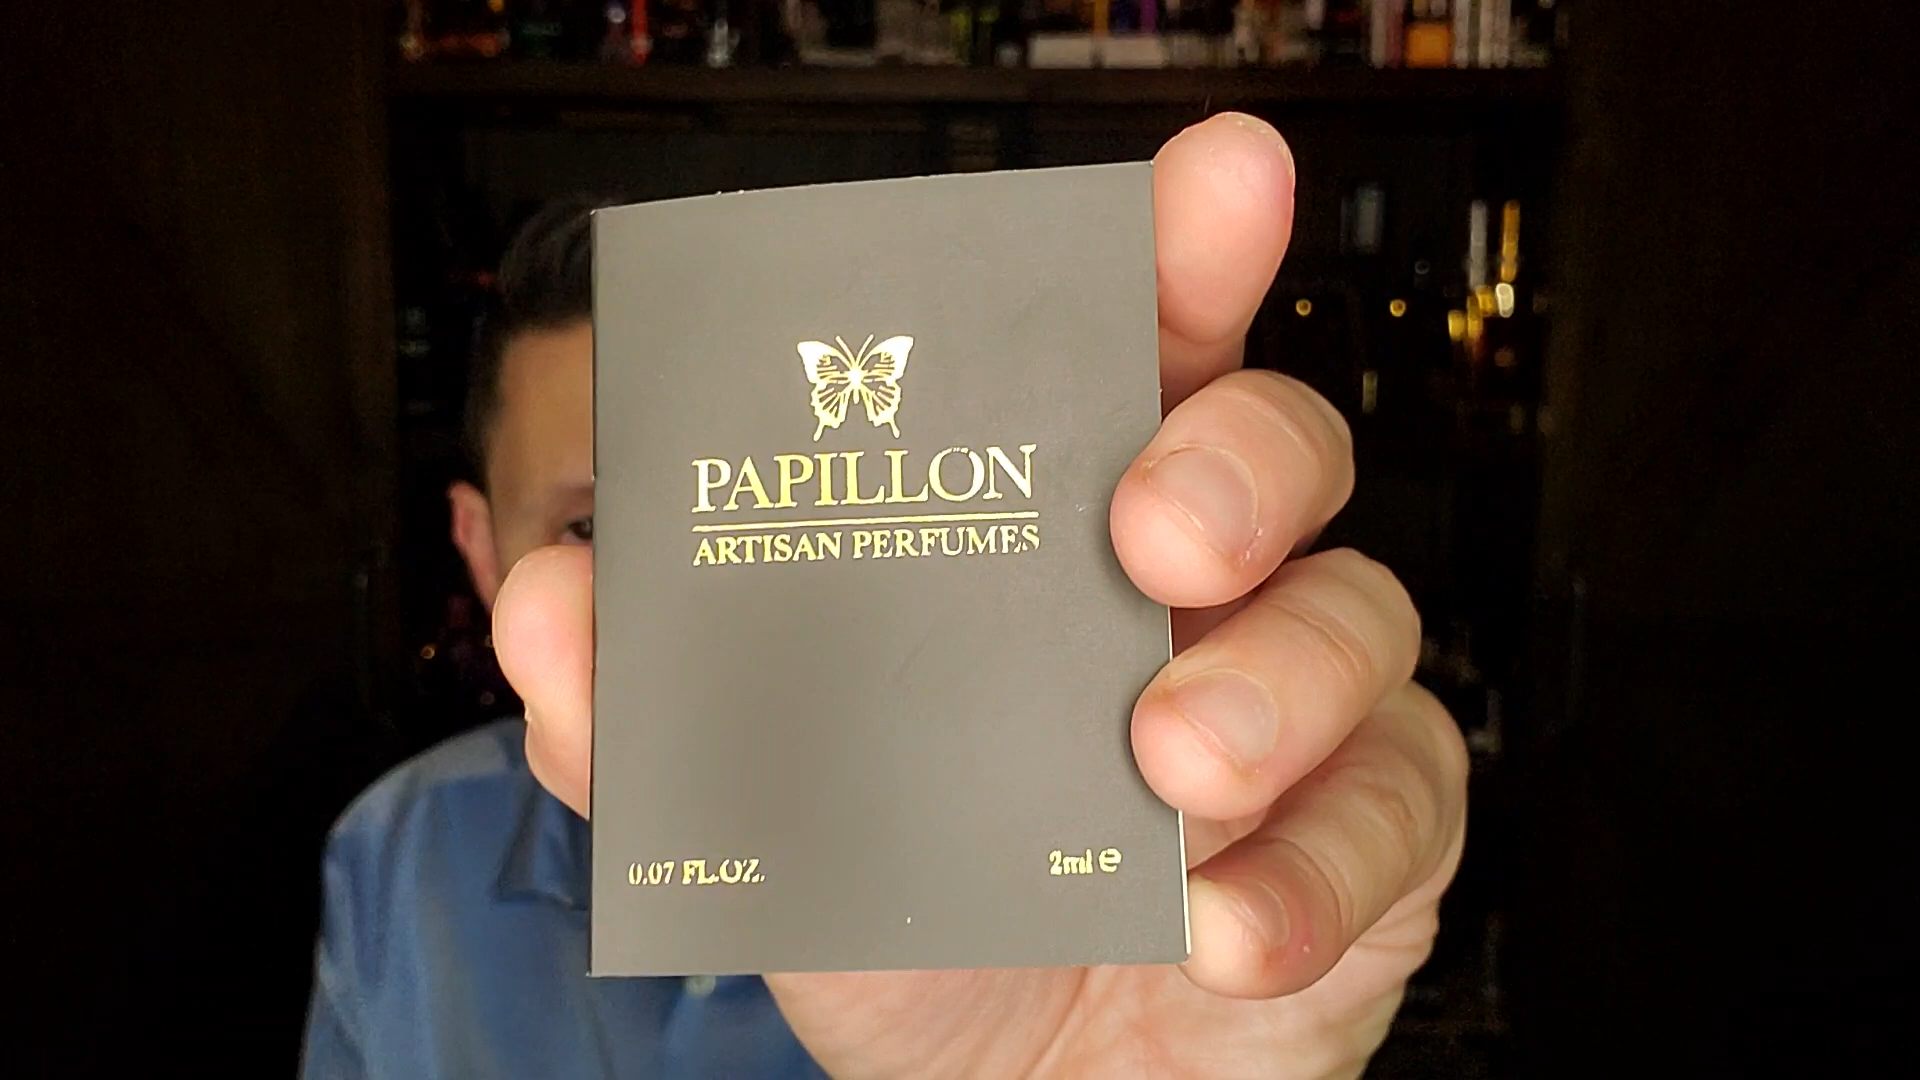 PAPILLON
ARTISAN PERFUMES
0.07 FL.OZ. 2ml ℮